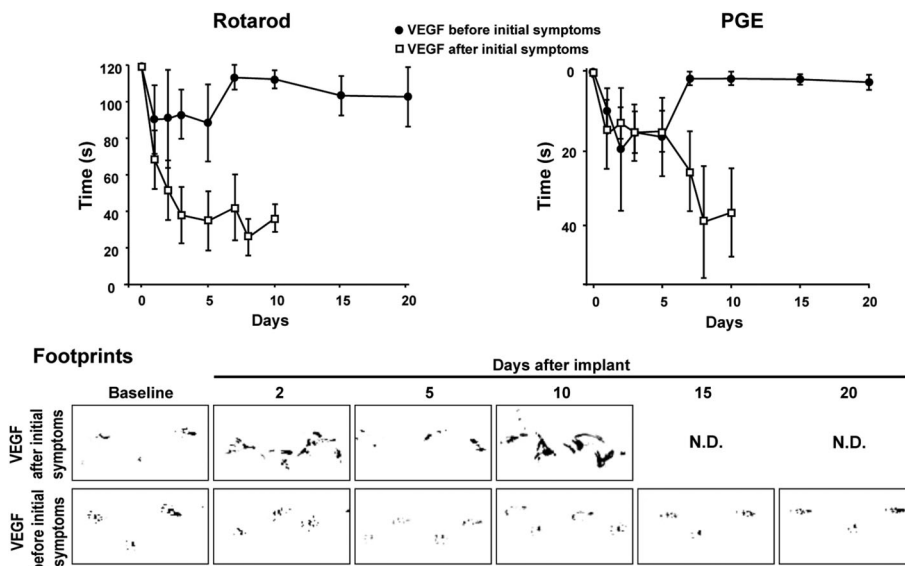 Rotarod
PGE
VEGF before initial symptoms
VEGF after initial symptoms
120
100
80
60
40
20
0
Time (s)
0 5 10 15 20
Days
0
20
40
Time (s)
0 5 10 15 20
Days
Footprints
Days after implant
Baseline 2 5 10 15 20
VEGF
after initial
symptoms
N.D. N.D.
VEGF
before initial
symptoms